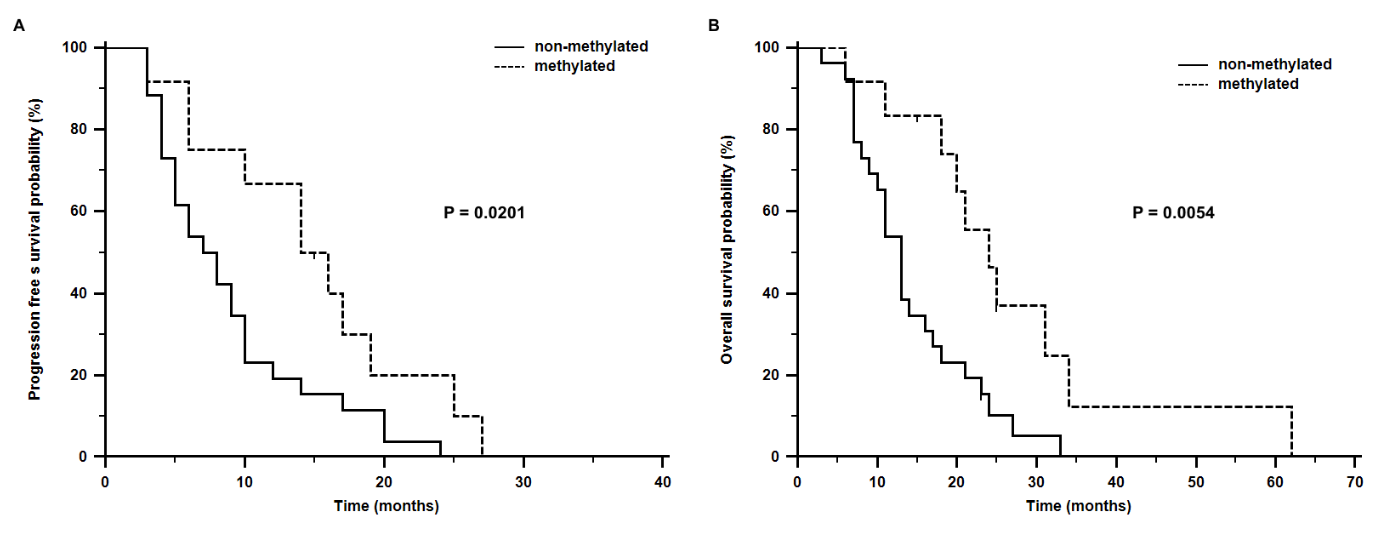 A
B
non-methylated
methylated
non-methylated
methylated
Progression free s urvival probability (%)
100
80
60
40
20
0
P = 0.0201
0
10
20
30
40
Time (months)
Overall survival probability (%)
100
80
60
40
20
0
P = 0.0054
0
10
20
30
40
50
60
70
Time (months)